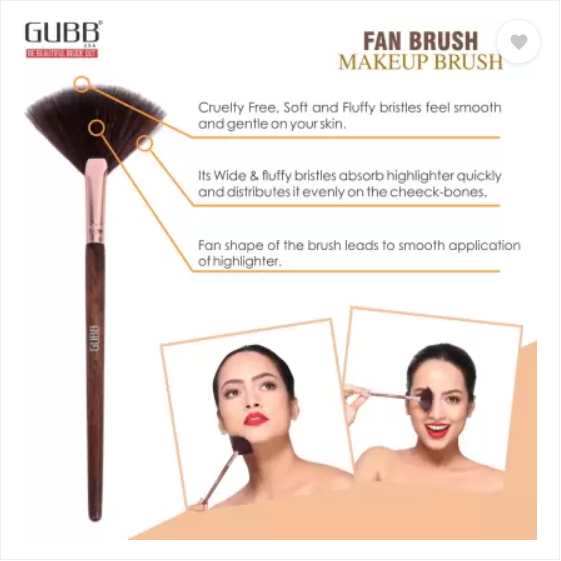 GUBB®
USA
BE BEAUTIFUL INSIDE OUT
FAN BRUSH
MAKEUP BRUSH
Cruelty Free, Soft and Fluffy bristles feel smooth
and gentle on your skin.
Its Wide & fluffy bristles absorb highlighter quickly
and distributes it evenly on the cheeck-bones.
Fan shape of the brush leads to smooth application
of highlighter.
GUBB